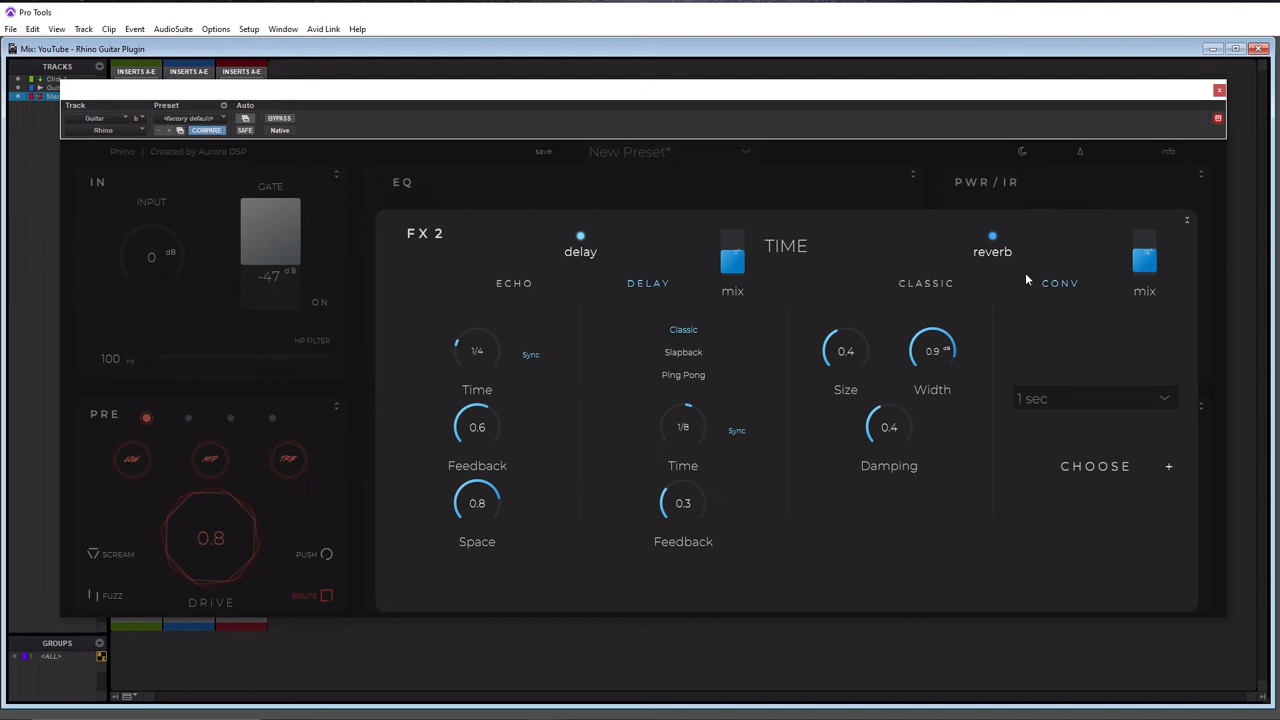 Pro Tools
File Edit View Track Clip Event AudioSuite Options Setup Window Avid Link Help
Mix: YouTube - Rhino Guitar Plugin
TRACKS
INSERTS A-E INSERTS A-E INSERTS A-E
Track Preset Auto
Guitar b <factory default> BYPASS
Rhino - + COMPARE SAFE Native
Rhino | Created by Aurora DSP save New Preset* info
IN EQ PWR / IR
INPUT GATE
0 dB
-47 dB
ON
HP FILTER
100 Hz
FX 2 delay TIME reverb
ECHO DELAY mix CLASSIC CONV mix
Classic
Slapback
Ping Pong
1/4 Sync
Time
0.6
Feedback
0.8
Space
1/8 Sync
Time
0.3
Feedback
0.4 0.9 dB
Size Width
0.4
Damping
1 sec
CHOOSE +
PRE
LOW MID TRB
0.8
SCREAM PUSH
FUZZ BRUTE
DRIVE
GROUPS
! <ALL>